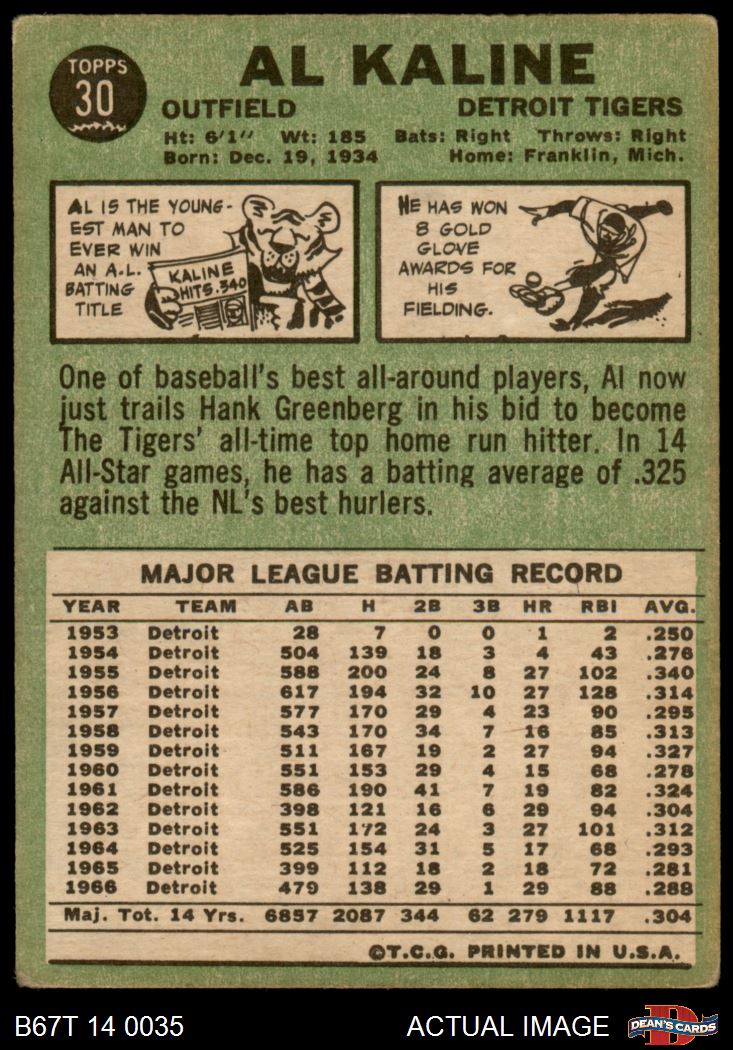 TOPPS
30
AL KALINE
OUTFIELD DETROIT TIGERS
Ht: 6'1" Wt: 185 Bats: Right Throws: Right
Born: Dec. 19, 1934 Home: Franklin, Mich.
AL IS THE YOUNG-
EST MAN TO
EVER WIN
AN A.L.
BATTING
TITLE
KALINE
HITS .340
HE HAS WON
8 GOLD
GLOVE
AWARDS FOR
HIS
FIELDING.
One of baseball's best all-around players, Al now
just trails Hank Greenberg in his bid to become
The Tigers' all-time top home run hitter. In 14
All-Star games, he has a batting average of .325
against the NL's best hurlers.
MAJOR LEAGUE BATTING RECORD
YEAR TEAM AB H 2B 3B HR RBI AVG.
1953 Detroit 28 7 0 0 1 2 .250
1954 Detroit 504 139 18 3 4 43 .276
1955 Detroit 588 200 24 8 27 102 .340
1956 Detroit 617 194 32 10 27 128 .314
1957 Detroit 577 170 29 4 23 90 .295
1958 Detroit 543 170 34 7 16 85 .313
1959 Detroit 511 167 19 2 27 94 .327
1960 Detroit 551 153 29 4 15 68 .278
1961 Detroit 586 190 41 7 19 82 .324
1962 Detroit 398 121 16 6 29 94 .304
1963 Detroit 551 172 24 3 27 101 .312
1964 Detroit 525 154 31 5 17 68 .293
1965 Detroit 399 112 18 2 18 72 .281
1966 Detroit 479 138 29 1 29 88 .288
Maj. Tot. 14 Yrs. 6857 2087 344 62 279 1117 .304
©T.C.G. PRINTED IN U.S.A.
B67T 14 0035 ACTUAL IMAGE
D
DEAN'S CARDS